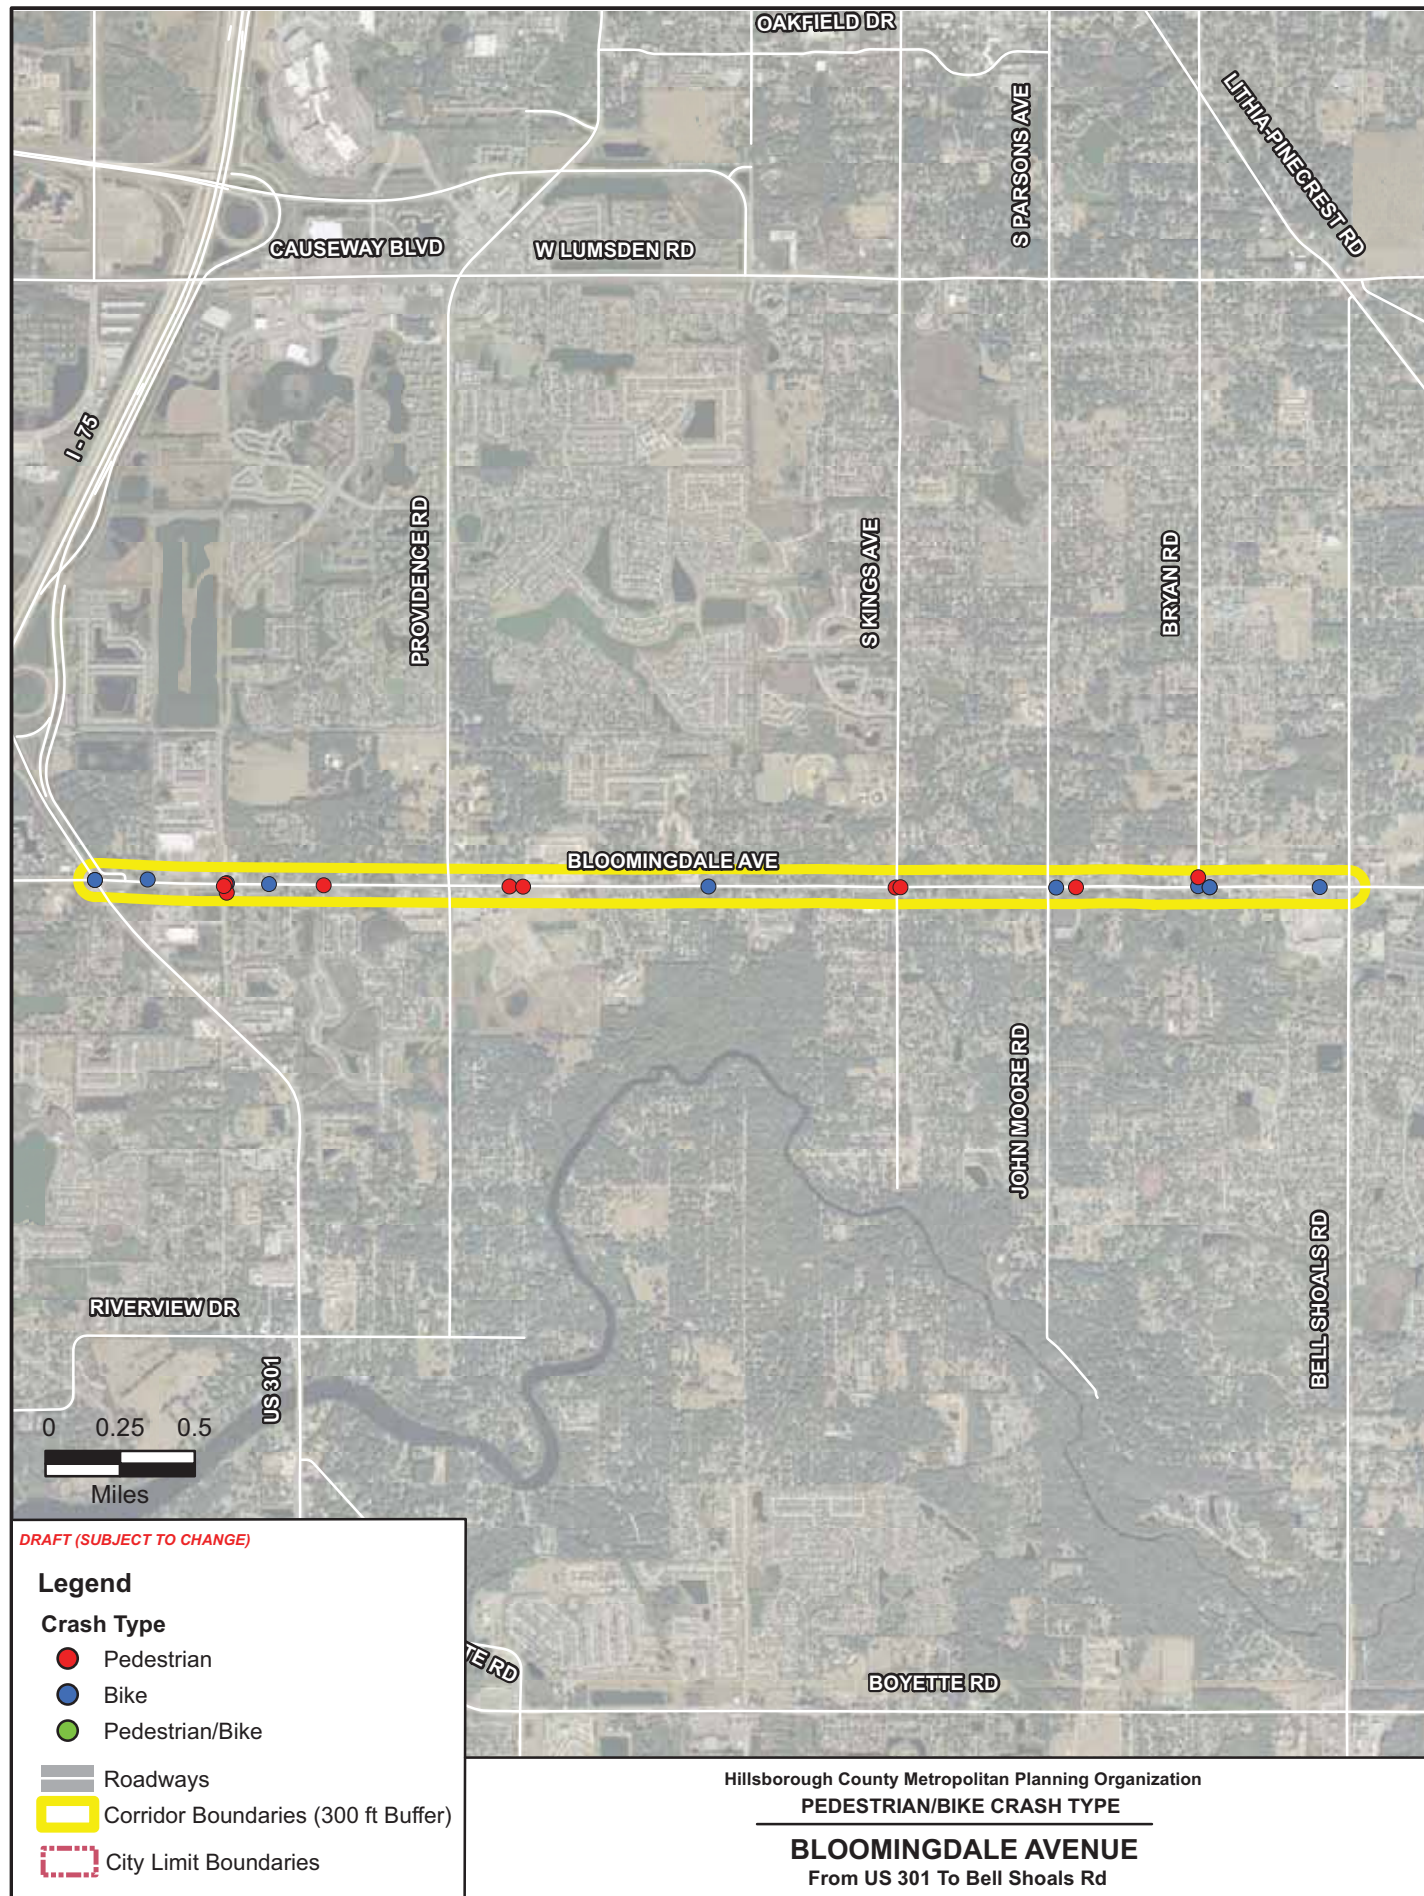 OAKFIELD DR
S PARSONS AVE
LITHIA-PINECREST RD
CAUSEWAY BLVD
W LUMSDEN RD
I-75
PROVIDENCE RD
S KINGS AVE
BRYAN RD
BLOOMINGDALE AVE
JOHN MOORE RD
BELL SHOALS RD
RIVERVIEW DR
US 301
0 0.25 0.5
Miles
DRAFT (SUBJECT TO CHANGE)
Legend
Crash Type
Pedestrian
Bike
Pedestrian/Bike
Roadways
Corridor Boundaries (300 ft Buffer)
City Limit Boundaries
TE RD
BOYETTE RD
Hillsborough County Metropolitan Planning Organization
PEDESTRIAN/BIKE CRASH TYPE
BLOOMINGDALE AVENUE
From US 301 To Bell Shoals Rd